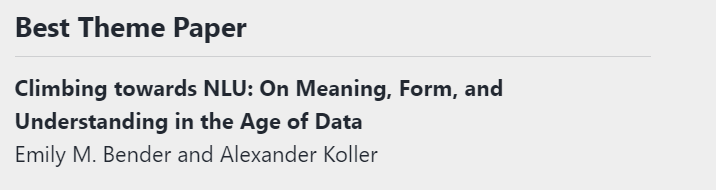 Best Theme Paper
Climbing towards NLU: On Meaning, Form, and
Understanding in the Age of Data
Emily M. Bender and Alexander Koller